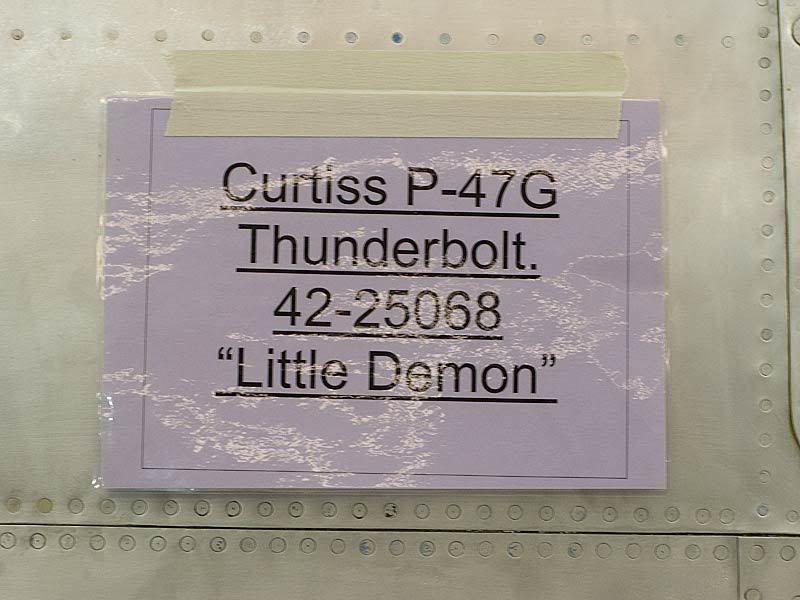 Curtiss P-47G
Thunderbolt.
42-25068
“Little Demon”